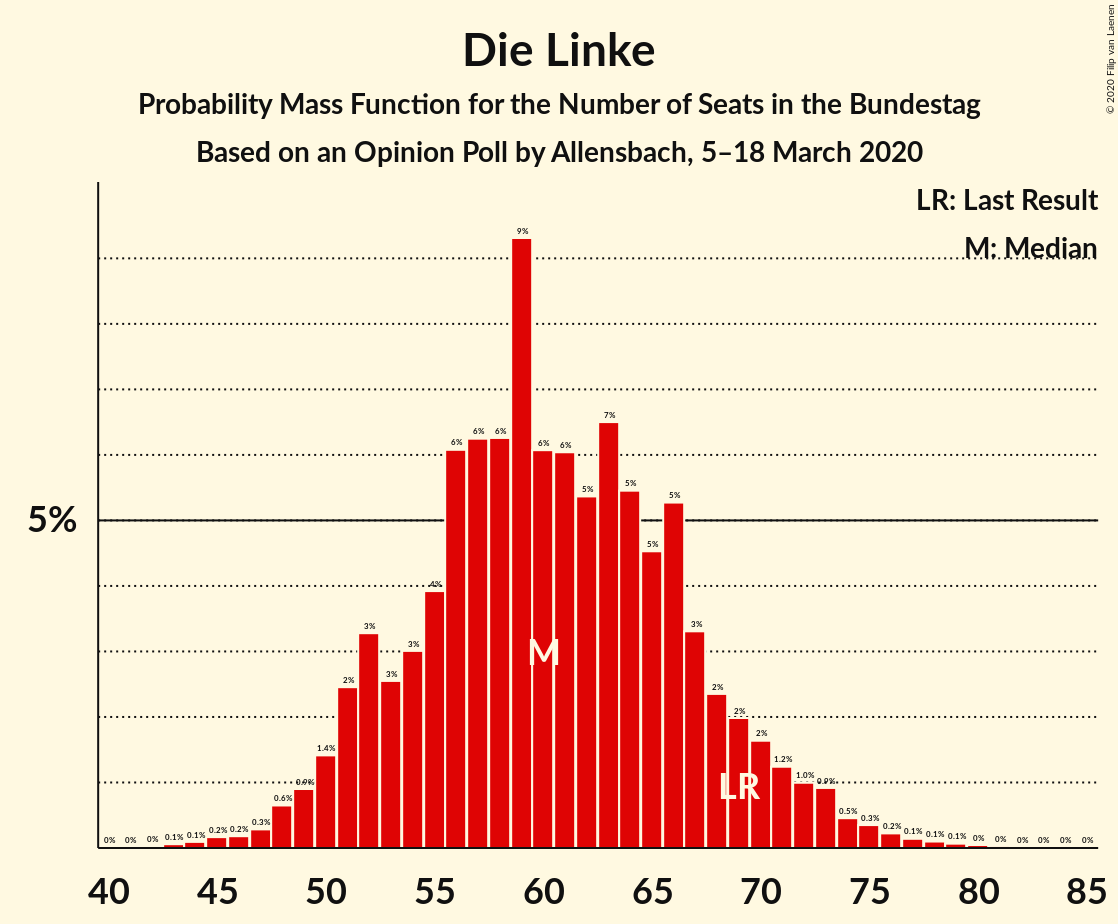 Die Linke
Probability Mass Function for the Number of Seats in the Bundestag
Based on an Opinion Poll by Allensbach, 5–18 March 2020
© 2020 Filip van Laenen
LR: Last Result
M: Median
5%
0% 0% 0% 0.1% 0.1% 0.2% 0.2% 0.3% 0.6% 0.9% 1.4% 2% 3% 3% 3% 4% 6% 6% 6% 9% 6% 6% 5% 7% 5% 5% 5% 3% 2% 2% 2% 1.2% 1.0% 0.9% 0.5% 0.3% 0.2% 0.1% 0.1% 0.1% 0% 0% 0% 0% 0% 0%
M
LR
40 45 50 55 60 65 70 75 80 85